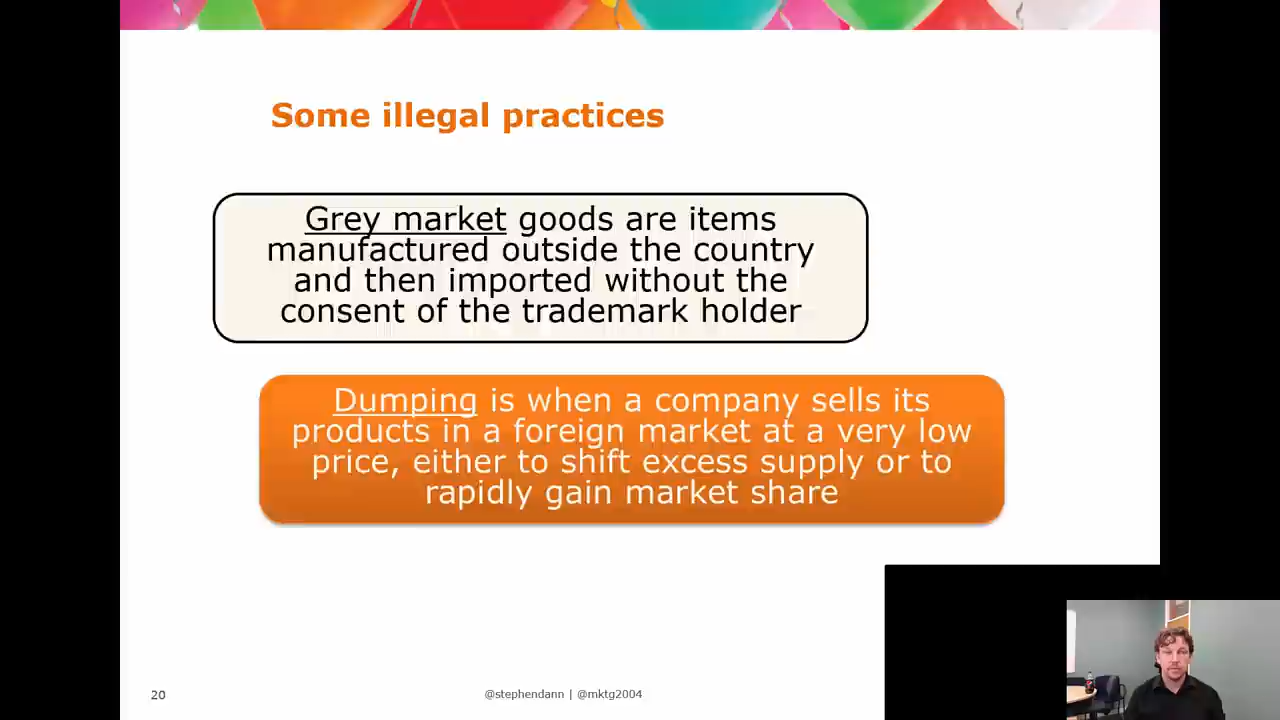 Some illegal practices
Grey market goods are items
manufactured outside the country
and then imported without the
consent of the trademark holder
Dumping is when a company sells its
products in a foreign market at a very low
price, either to shift excess supply or to
rapidly gain market share
20
@stephendann | @mktg2004